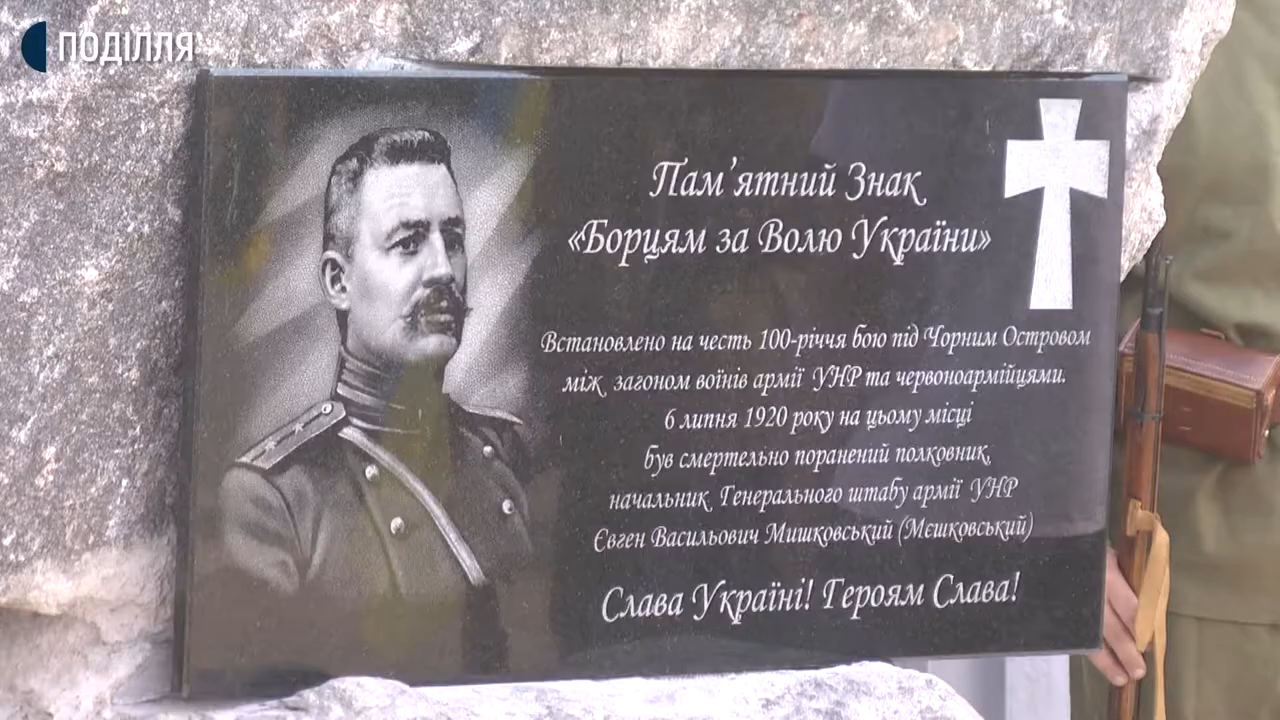 ПОДІЛЛЯ
Пам’ятний Знак
«Борцям за Волю України»
Встановлено на честь 100-річчя бою під Чорним Островом
між загоном воїнів армії УНР та червоноармійцями.
6 липня 1920 року на цьому місці
був смертельно поранений полковник,
начальник Генерального штабу армії УНР
Євген Васильович Мишковський (Мєшковський)
Слава Україні! Героям Слава!